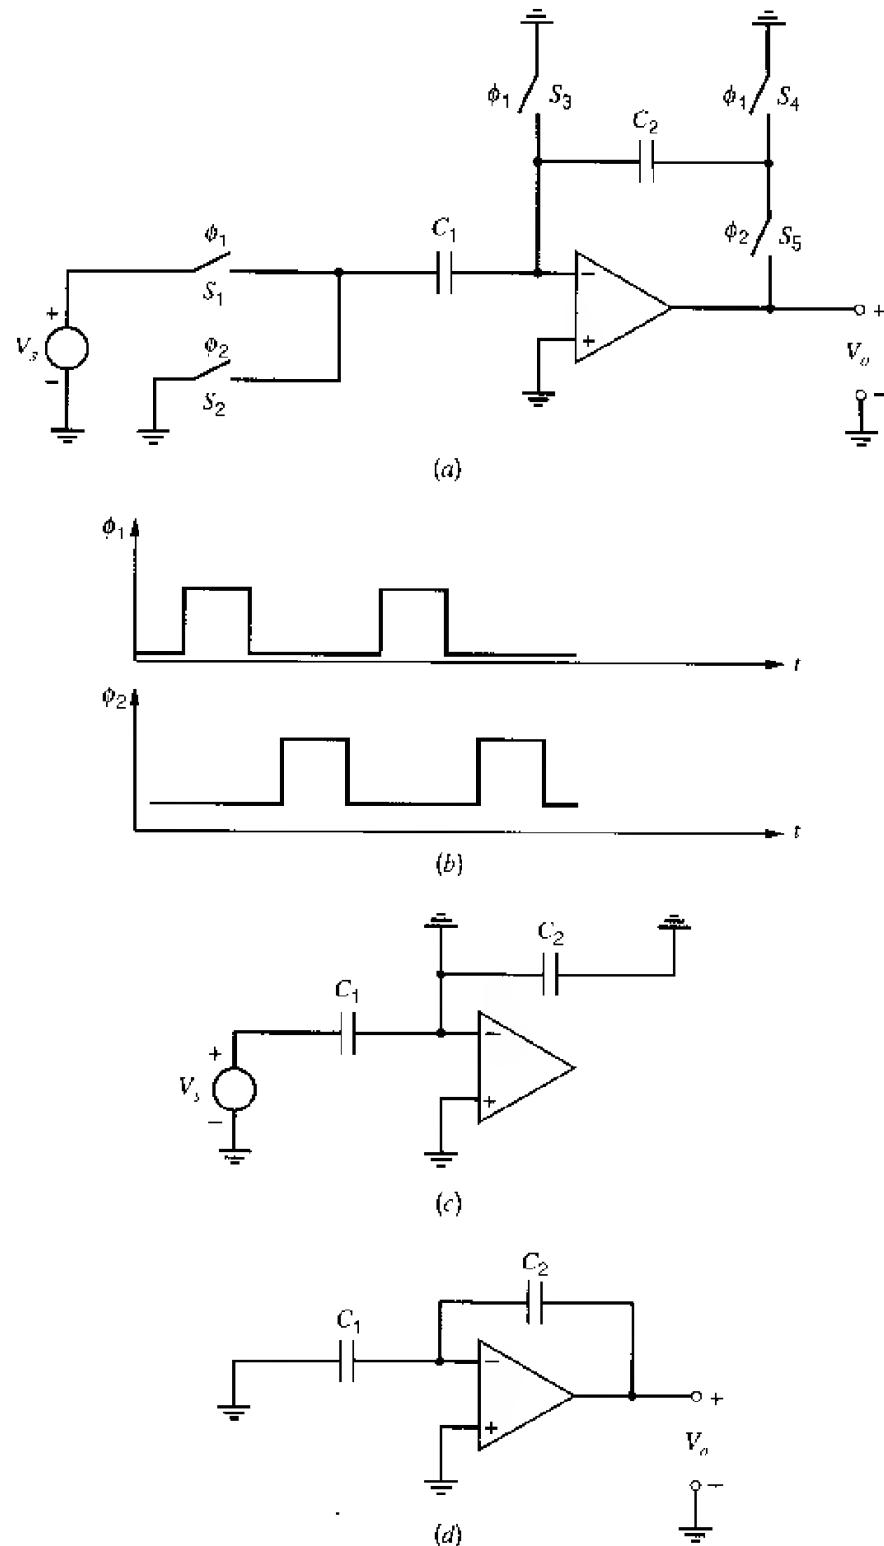 ϕ₁ S₃ ϕ₁ S₄
C₂
ϕ₂ S₅
C₁
ϕ₁
S₁
−
+
+
Vₛ
−
ϕ₂
S₂
+
Vₒ
−
(a)
ϕ₁
t
ϕ₂
t
(b)
C₂
C₁
−
+
Vₛ
−
+
(c)
C₂
C₁
−
+
+
Vₒ
−
(d)